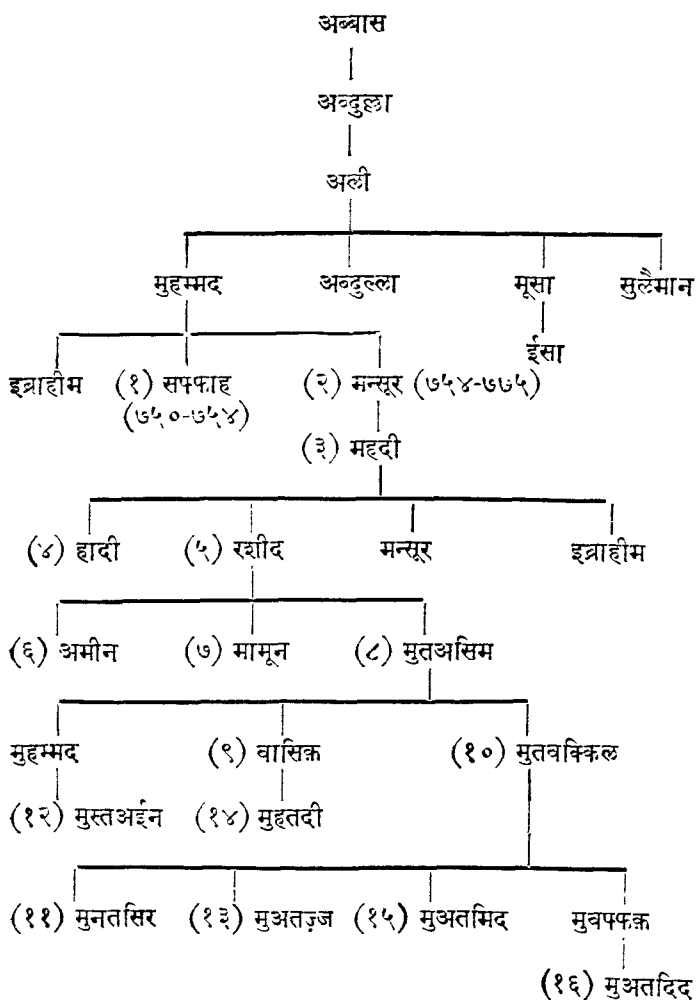 अब्बास
अब्दुल्ला
अली
मुहम्मद अब्दुल्ला मूसा सुलैमान
ईसा
इब्राहीम (१) सफ्फाह (२) मन्सूर (७५४-७७५)
(७५०-७५४)
(३) महदी
(४) हादी (५) रशीद मन्सूर इब्राहीम
(६) अमीन (७) मामून (८) मुतअसिम
मुहम्मद (९) वासिक़ (१०) मुतवक्किल
(१२) मुस्तअईन (१४) मुहतदी
(११) मुनतसिर (१३) मुअतज़्ज (१५) मुअतमिद मुवफ्फक़
(१६) मुअतदिद